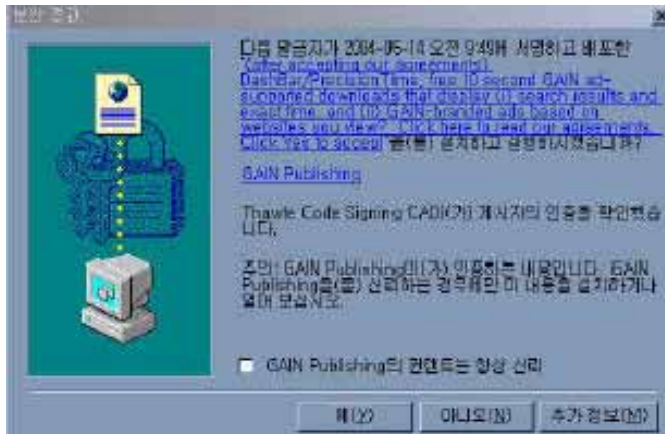 보안 경고
다음 발급자가 2004-05-14 오전 9:49에 서명하고 배포한
(after accepting our agreements),
DashBar/PrecisionTime, free 10 second GAIN ad-
supported downloads that display (i) search results and
exact time, and (ii) GAIN-branded ads based on
websites you view? Click here to read our agreements.
Click Yes to accept 을(를) 설치하고 실행하시겠습니까?
GAIN Publishing
Thawte Code Signing CA이(가) 게시자의 인증을 확인했습
니다.
주의: GAIN Publishing이(가) 인증하는 내용입니다. GAIN
Publishing을(를) 신뢰하는 경우에만 이 내용을 설치하거나
열어 보십시오.
GAIN Publishing의 컨텐트는 항상 신뢰
예(Y) 아니오(N) 추가 정보(M)